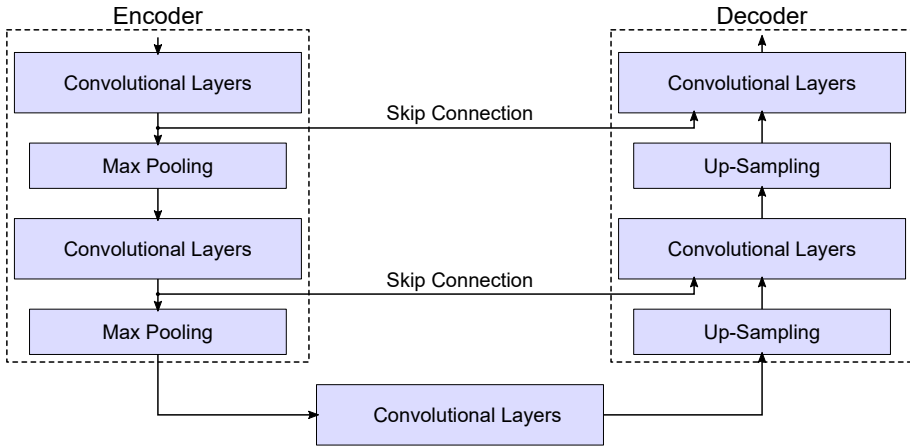 Encoder
Convolutional Layers
Max Pooling
Convolutional Layers
Max Pooling
Skip Connection
Skip Connection
Convolutional Layers
Decoder
Convolutional Layers
Up-Sampling
Convolutional Layers
Up-Sampling